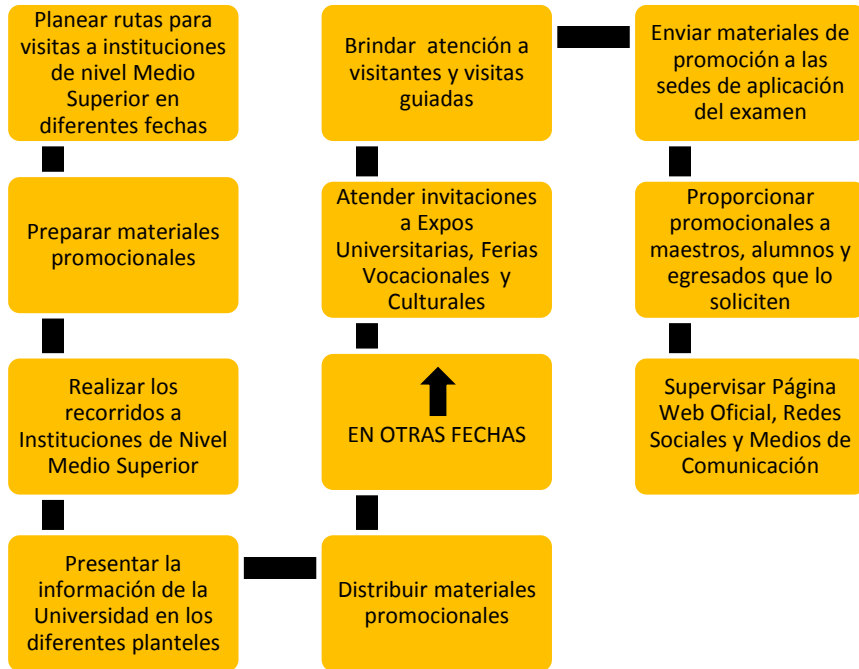 Planear rutas para
visitas a instituciones
de nivel Medio
Superior en
diferentes fechas
Preparar materiales
promocionales
Realizar los
recorridos a
Instituciones de Nivel
Medio Superior
Presentar la
información de la
Universidad en los
diferentes planteles
Distribuir materiales
promocionales
EN OTRAS FECHAS
Atender invitaciones
a Expos
Universitarias, Ferias
Vocacionales y
Culturales
Brindar atención a
visitantes y visitas
guiadas
Enviar materiales de
promoción a las
sedes de aplicación
del examen
Proporcionar
promocionales a
maestros, alumnos y
egresados que lo
soliciten
Supervisar Página
Web Oficial, Redes
Sociales y Medios de
Comunicación